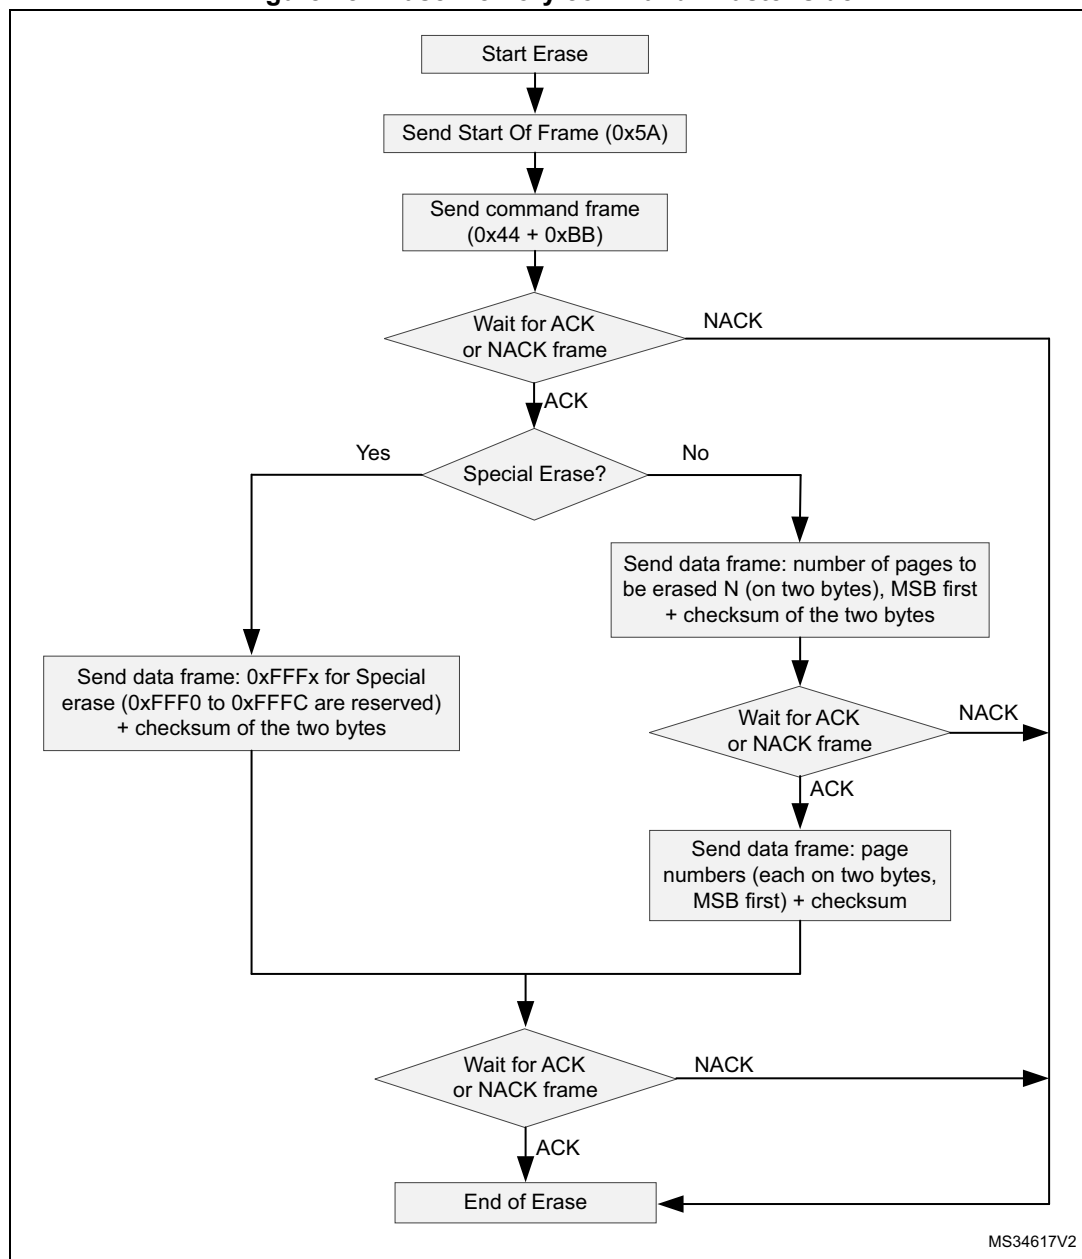 Start Erase
Send Start Of Frame (0x5A)
Send command frame
(0x44 + 0xBB)
Wait for ACK
or NACK frame
NACK
ACK
Special Erase?
Yes
No
Send data frame: number of pages to
be erased N (on two bytes), MSB first
+ checksum of the two bytes
Send data frame: 0xFFFx for Special
erase (0xFFF0 to 0xFFFC are reserved)
+ checksum of the two bytes
Wait for ACK
or NACK frame
NACK
ACK
Send data frame: page
numbers (each on two bytes,
MSB first) + checksum
Wait for ACK
or NACK frame
NACK
ACK
End of Erase
MS34617V2